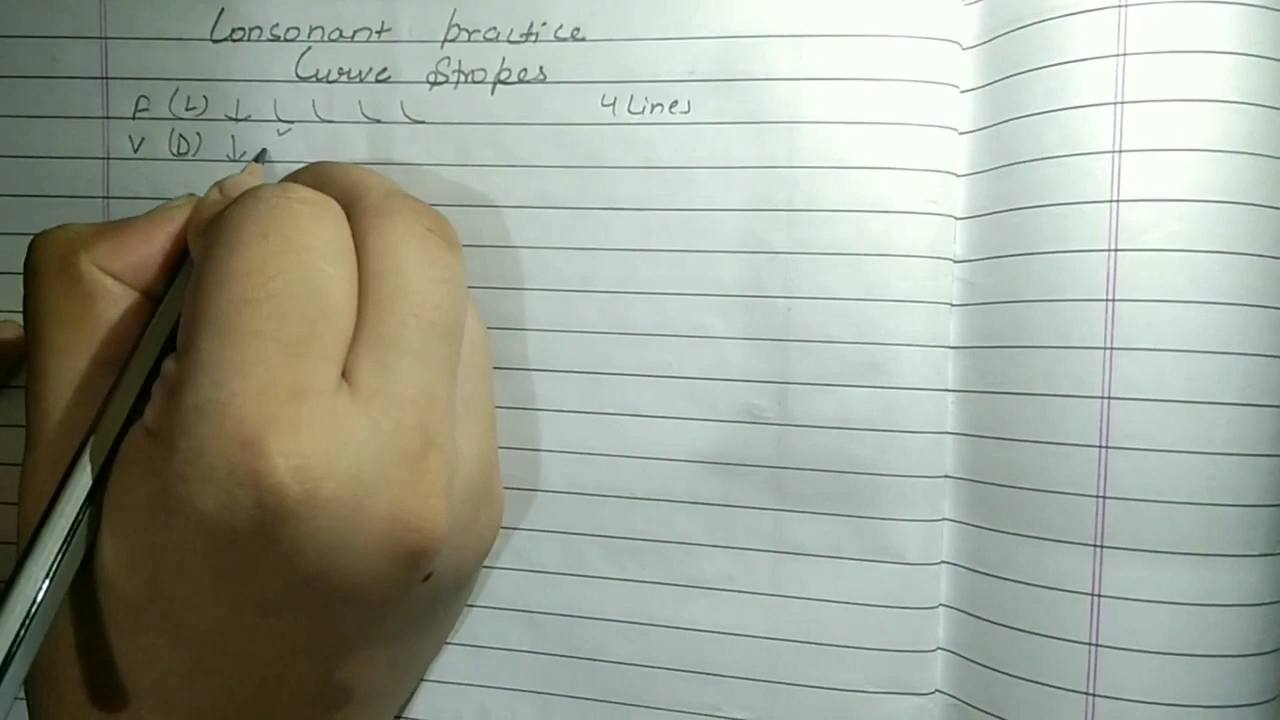 Consonant practice
Curve Strokes
F (L) ↓ 4 Lines
V (D) ↓